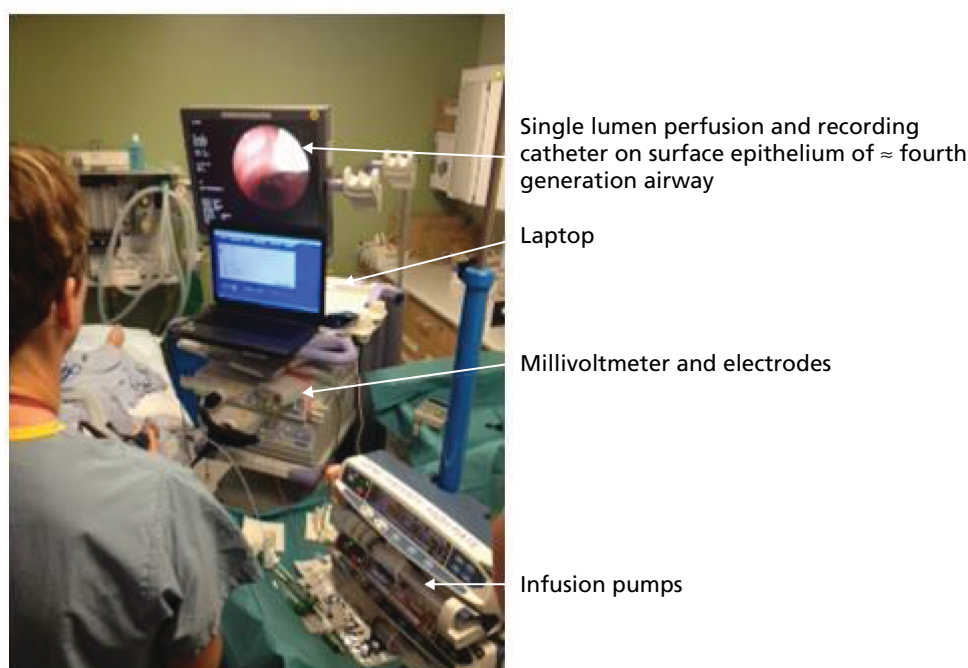 Single lumen perfusion and recording
catheter on surface epithelium of ≈ fourth
generation airway
Laptop
Millivoltmeter and electrodes
Infusion pumps